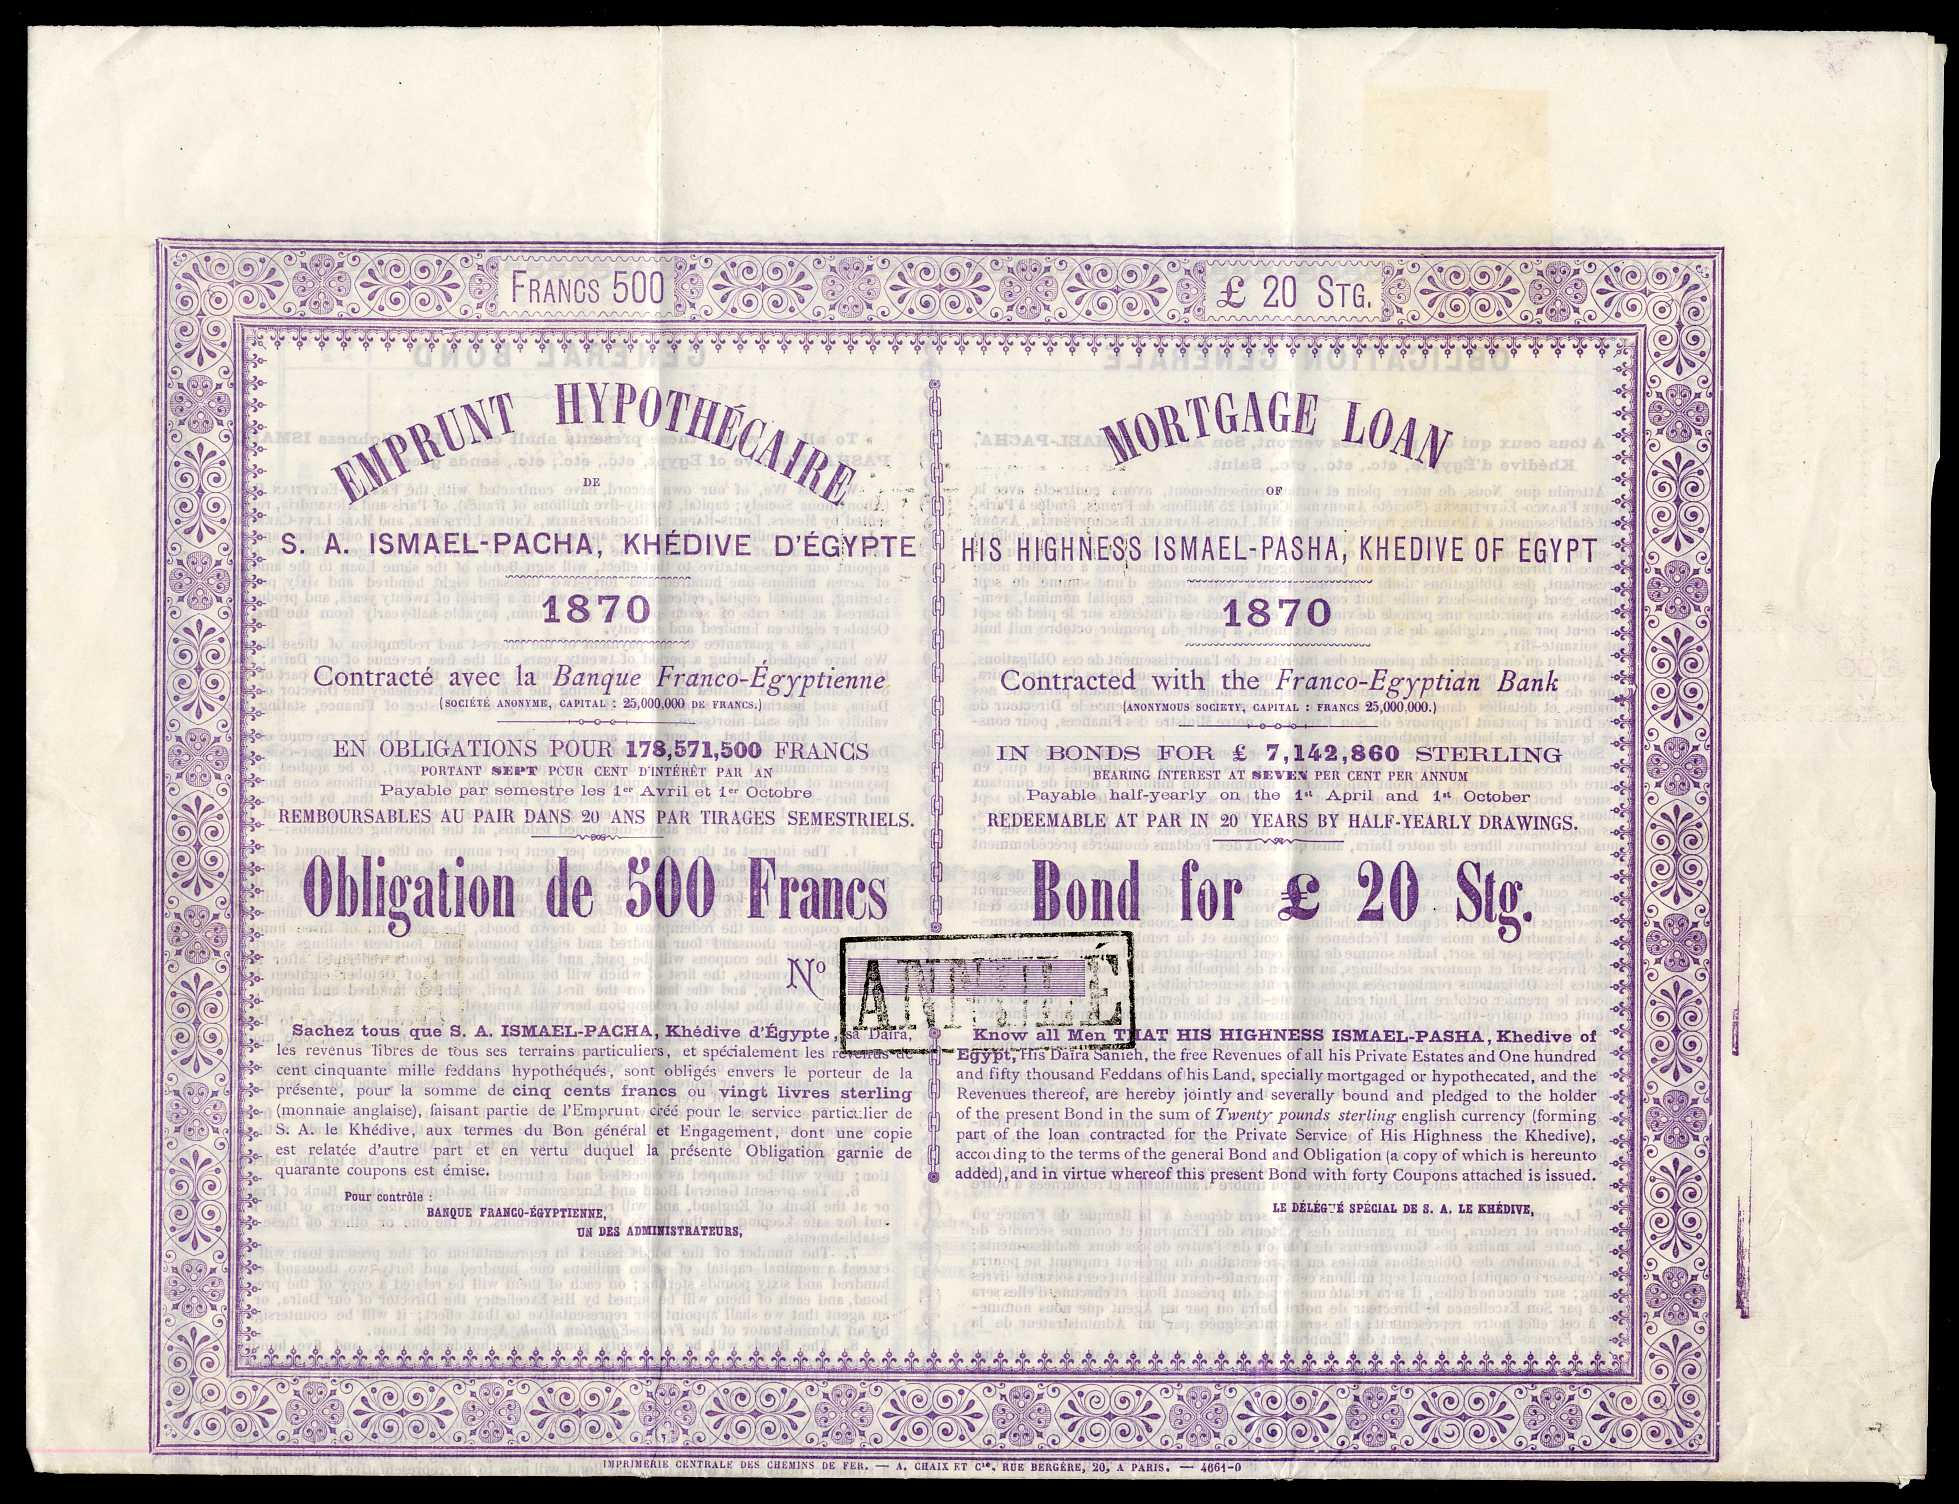 FRANCS 500
£ 20 STG.
EMPRUNT HYPOTHÉCAIRE
DE
S. A. ISMAEL-PACHA, KHÉDIVE D'ÉGYPTE
1870
Contracté avec la Banque Franco-Égyptienne
(SOCIÉTÉ ANONYME, CAPITAL : 25,000,000 DE FRANCS.)
EN OBLIGATIONS POUR 178,571,500 FRANCS
PORTANT SEPT POUR CENT D'INTÉRÊT PAR AN
Payable par semestre les 1er Avril et 1er Octobre
REMBOURSABLES AU PAIR DANS 20 ANS PAR TIRAGES SEMESTRIELS.
Obligation de 500 Francs
No
ANNULÉ
Sachez tous que S. A. ISMAEL-PACHA, Khédive d'Égypte, sa Daïra,
les revenus libres de tous ses terrains particuliers, et spécialement les revenus de
cent cinquante mille feddans hypothéqués, sont obligés envers le porteur de la
présente, pour la somme de cinq cents francs ou vingt livres sterling
(monnaie anglaise), faisant partie de l'Emprunt créé pour le service particulier de
S. A. le Khédive, aux termes du Bon général et Engagement, dont une copie
est relatée d'autre part et en vertu duquel la présente Obligation garnie de
quarante coupons est émise.
Pour contrôle :
BANQUE FRANCO-ÉGYPTIENNE,
UN DES ADMINISTRATEURS,
MORTGAGE LOAN
OF
HIS HIGHNESS ISMAEL-PASHA, KHEDIVE OF EGYPT
1870
Contracted with the Franco-Egyptian Bank
(ANONYMOUS SOCIETY, CAPITAL : FRANCS 25,000,000.)
IN BONDS FOR £ 7,142,860 STERLING
BEARING INTEREST AT SEVEN PER CENT PER ANNUM
Payable half-yearly on the 1st April and 1st October
REDEEMABLE AT PAR IN 20 YEARS BY HALF-YEARLY DRAWINGS.
Bond for £ 20 Stg.
Know all Men THAT HIS HIGHNESS ISMAEL-PASHA, Khedive of
Egypt, His Daïra Sanieh, the free Revenues of all his Private Estates and One hundred
and fifty thousand Feddans of his Land, specially mortgaged or hypothecated, and the
Revenues thereof, are hereby jointly and severally bound and pledged to the holder
of the present Bond in the sum of Twenty pounds sterling english currency (forming
part of the loan contracted for the Private Service of His Highness the Khedive),
according to the terms of the general Bond and Obligation (a copy of which is hereunto
added), and in virtue whereof this present Bond with forty Coupons attached is issued.
LE DÉLÉGUÉ SPÉCIAL DE S. A. LE KHÉDIVE,
IMPRIMERIE CENTRALE DES CHEMINS DE FER. — A. CHAIX ET Cie, RUE BERGÈRE, 20, A PARIS. — 4661-0